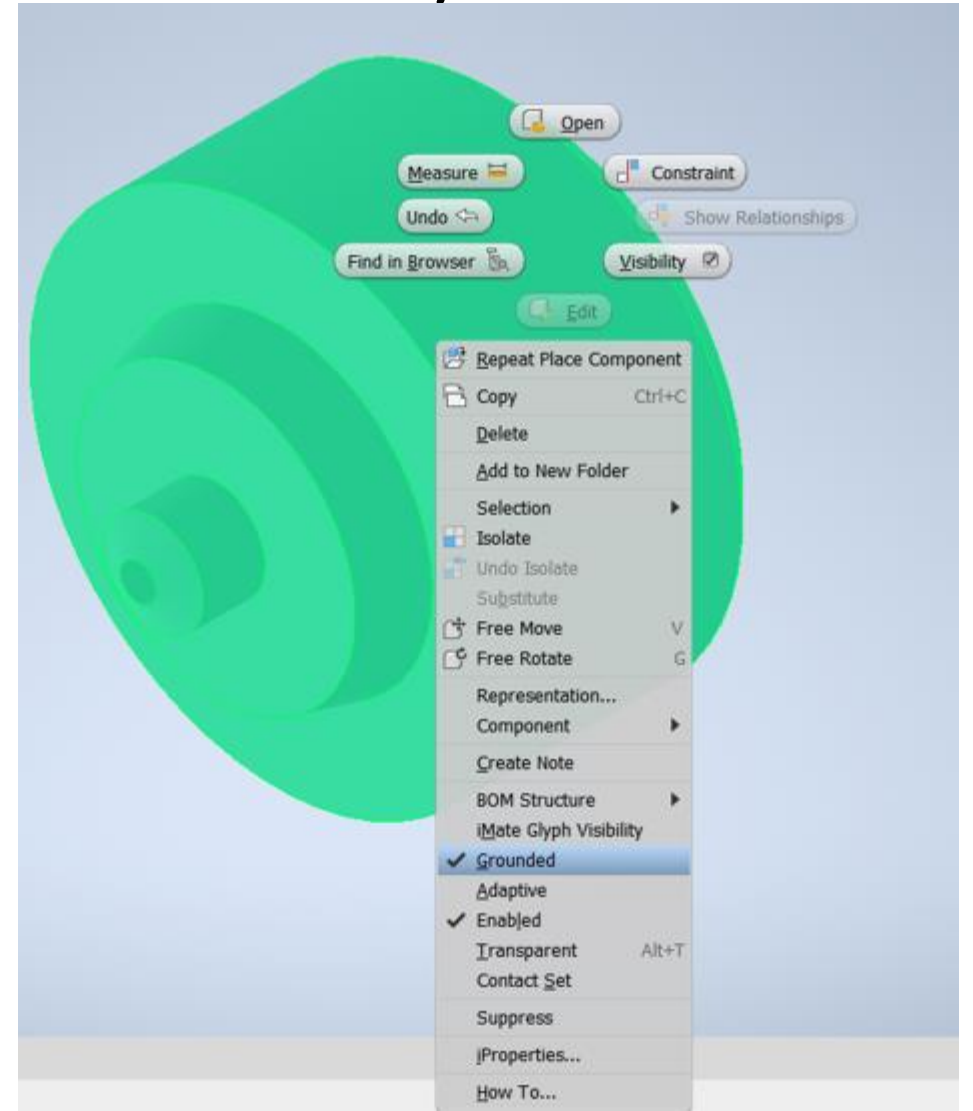 Open
Measure
Constraint
Undo
Show Relationships
Find in Browser
Visibility
Edit
Repeat Place Component
Copy Ctrl+C
Delete
Add to New Folder
Selection
Isolate
Undo Isolate
Substitute
Free Move V
Free Rotate G
Representation...
Component
Create Note
BOM Structure
iMate Glyph Visibility
Grounded
Adaptive
Enabled
Transparent Alt+T
Contact Set
Suppress
iProperties...
How To...